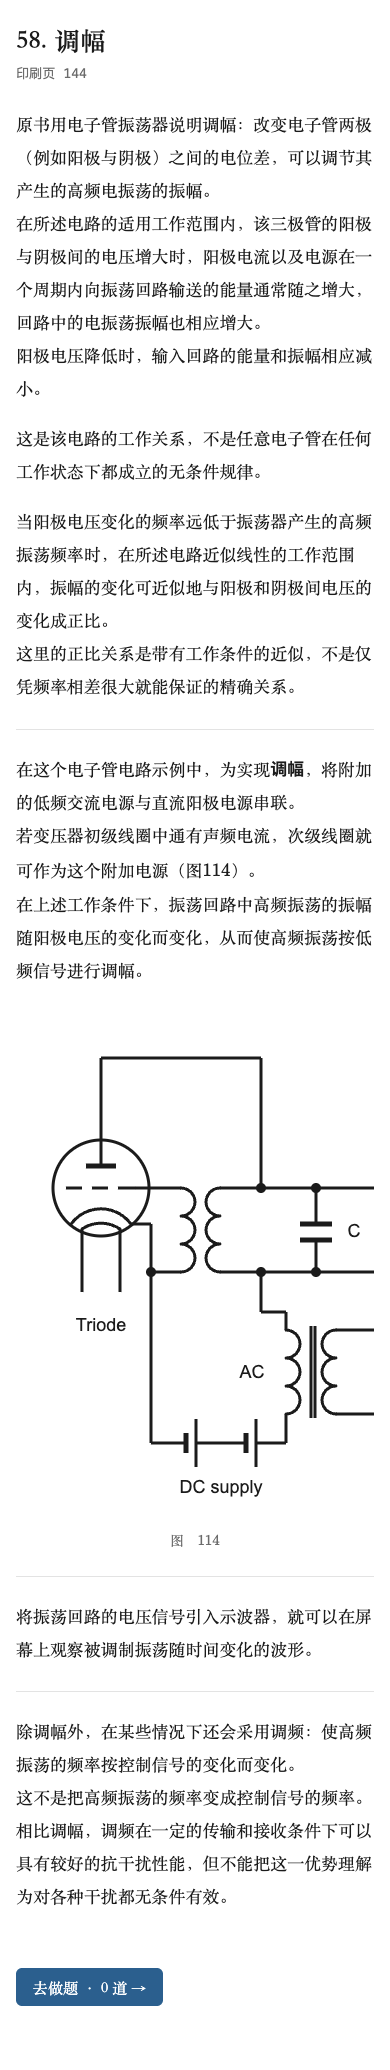 58. 调幅
印刷页 144
原书用电子管振荡器说明调幅：改变电子管两极
（例如阳极与阴极）之间的电位差，可以调节其
产生的高频电振荡的振幅。
在所述电路的适用工作范围内，该三极管的阳极
与阴极间的电压增大时，阳极电流以及电源在一
个周期内向振荡回路输送的能量通常随之增大，
回路中的电振荡振幅也相应增大。
阳极电压降低时，输入回路的能量和振幅相应减
小。
这是该电路的工作关系，不是任意电子管在任何
工作状态下都成立的无条件规律。
当阳极电压变化的频率远低于振荡器产生的高频
振荡频率时，在所述电路近似线性的工作范围
内，振幅的变化可近似地与阳极和阴极间电压的
变化成正比。
这里的正比关系是带有工作条件的近似，不是仅
凭频率相差很大就能保证的精确关系。
在这个电子管电路示例中，为实现调幅，将附加
的低频交流电源与直流阳极电源串联。
若变压器初级线圈中通有声频电流，次级线圈就
可作为这个附加电源（图114）。
在上述工作条件下，振荡回路中高频振荡的振幅
随阳极电压的变化而变化，从而使高频振荡按低
频信号进行调幅。
C
Triode
AC
DC supply
图 114
将振荡回路的电压信号引入示波器，就可以在屏
幕上观察被调制振荡随时间变化的波形。
除调幅外，在某些情况下还会采用调频：使高频
振荡的频率按控制信号的变化而变化。
这不是把高频振荡的频率变成控制信号的频率。
相比调幅，调频在一定的传输和接收条件下可以
具有较好的抗干扰性能，但不能把这一优势理解
为对各种干扰都无条件有效。
去做题 · 0 道 →